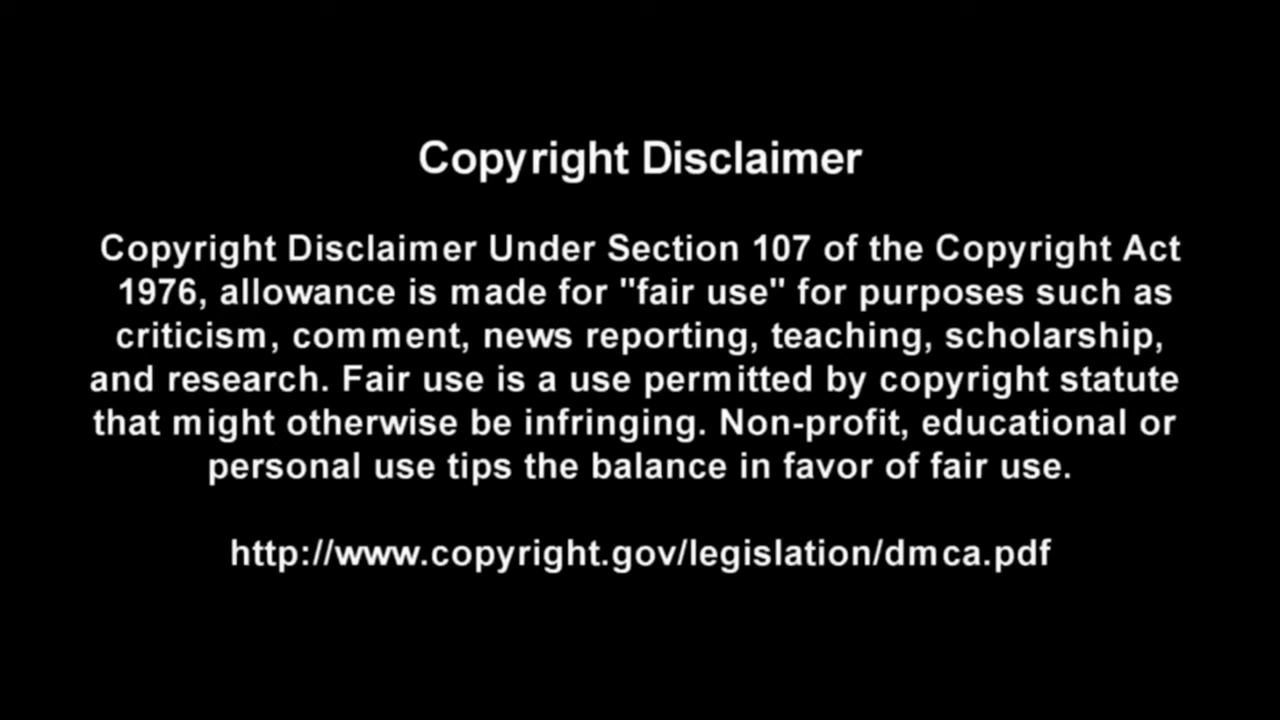 Copyright Disclaimer
Copyright Disclaimer Under Section 107 of the Copyright Act
1976, allowance is made for "fair use" for purposes such as
criticism, comment, news reporting, teaching, scholarship,
and research. Fair use is a use permitted by copyright statute
that might otherwise be infringing. Non-profit, educational or
personal use tips the balance in favor of fair use.
http://www.copyright.gov/legislation/dmca.pdf